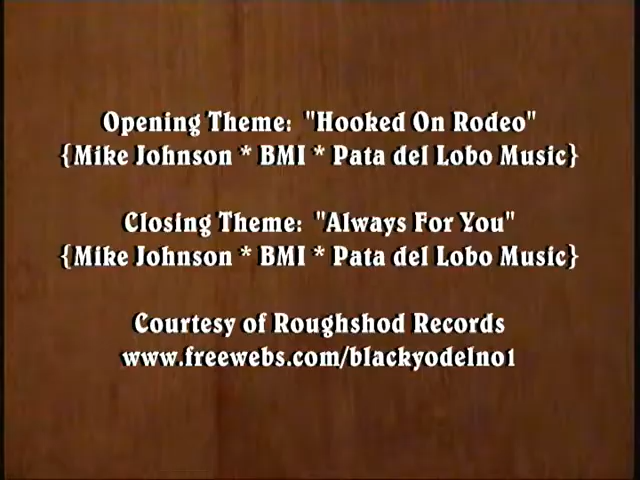 Opening Theme:  "Hooked On Rodeo"
{Mike Johnson * BMI * Pata del Lobo Music}
Closing Theme:  "Always For You"
{Mike Johnson * BMI * Pata del Lobo Music}
Courtesy of Roughshod Records
www.freewebs.com/blackyodelno1